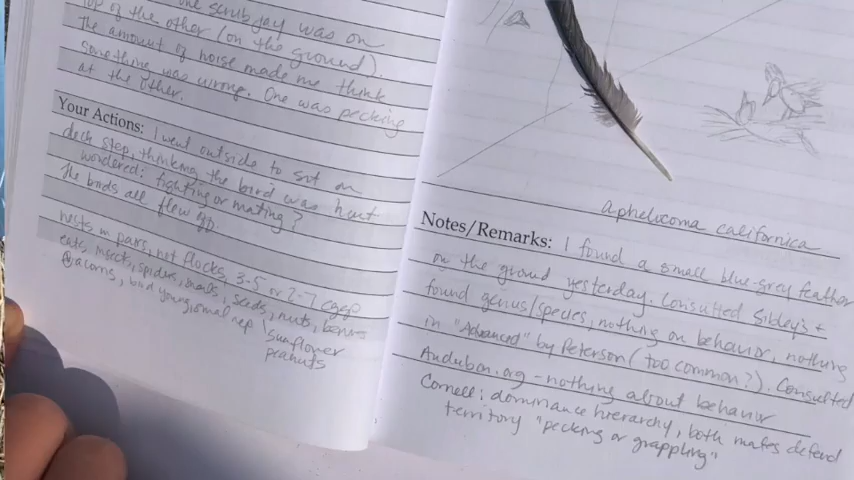 one scrub jay was on
top of the other (on the ground).
The amount of noise made me think
something was wrong. One was pecking
at the other.
Your Actions: I went outside to sit on
deck step, thinking the bird was hurt
wondered: fighting or mating?
The birds all flew off.
nests in pairs, not flocks, 3-5 or 2-7 eggs
eats insects, spiders, snails, seeds, nuts, berries
acorns, bird young, small rep
sunflower
peanuts
aphelocoma californica
Notes/Remarks: I found a small blue-grey feather
on the ground yesterday. Consulted Sibley's +
found genus/species, nothing on behavior, nothing
in "Advanced" by Peterson (too common?). Consulted
Audubon.org - nothing about behavior
Cornell: dominance hierarchy, both mates defend
territory "pecking or grappling"